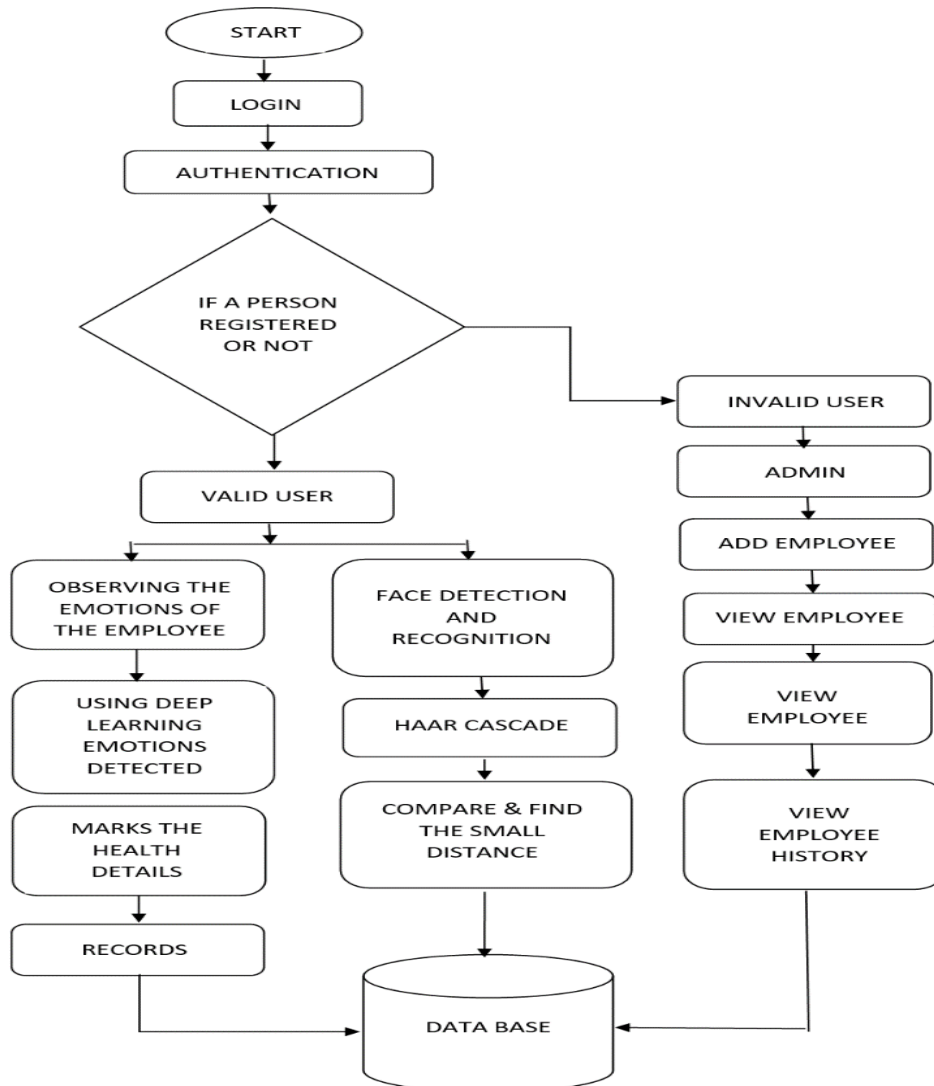 START
LOGIN
AUTHENTICATION
IF A PERSON
REGISTERED
OR NOT
INVALID USER
ADMIN
VALID USER
ADD EMPLOYEE
OBSERVING THE
EMOTIONS OF
THE EMPLOYEE
FACE DETECTION
AND
RECOGNITION
VIEW EMPLOYEE
USING DEEP
LEARNING
EMOTIONS
DETECTED
HAAR CASCADE
VIEW
EMPLOYEE
MARKS THE
HEALTH
DETAILS
COMPARE & FIND
THE SMALL
DISTANCE
VIEW
EMPLOYEE
HISTORY
RECORDS
DATA BASE